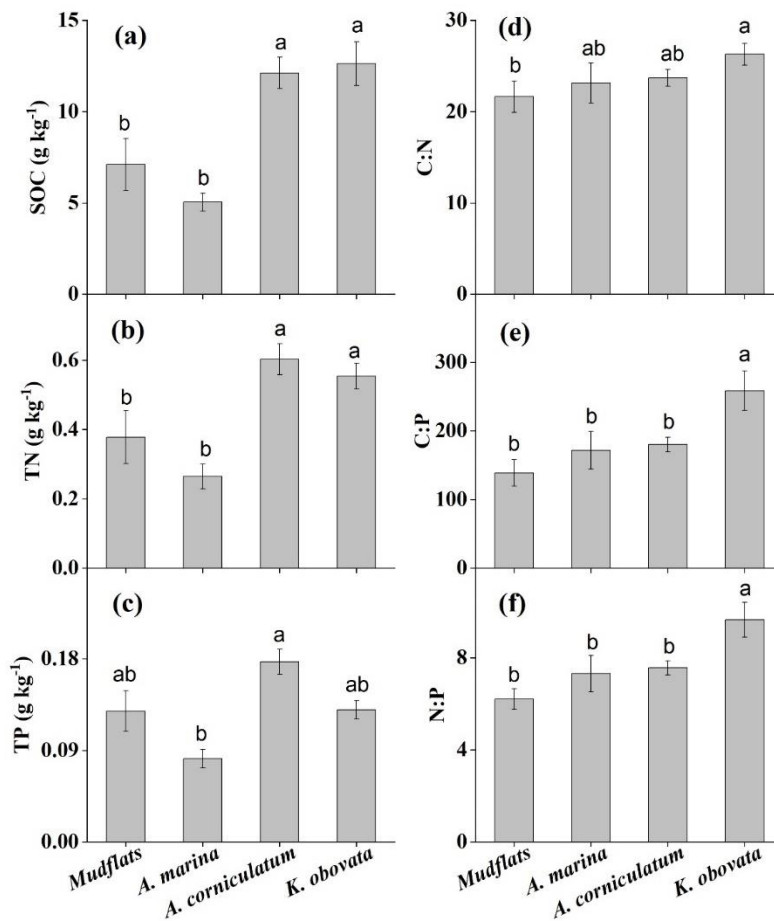 (a)
SOC (g kg⁻¹)
15
10
5
0
b
b
a
a
(b)
TN (g kg⁻¹)
0.6
0.4
0.2
0.0
b
b
a
a
(c)
TP (g kg⁻¹)
0.18
0.09
0.00
ab
b
a
ab
Mudflats
A. marina
A. corniculatum
K. obovata
(d)
C:N
30
20
10
0
b
ab
ab
a
(e)
C:P
300
200
100
0
b
b
b
a
(f)
N:P
8
4
0
b
b
b
a
Mudflats
A. marina
A. corniculatum
K. obovata